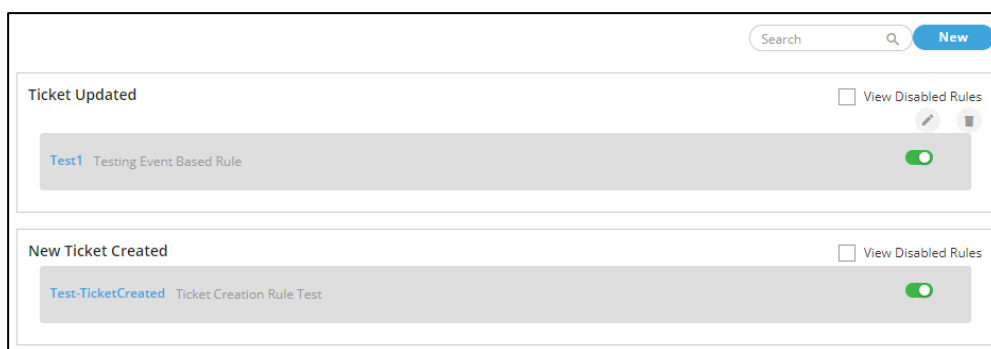 Search New
Ticket Updated View Disabled Rules
Test1 Testing Event Based Rule
New Ticket Created View Disabled Rules
Test-TicketCreated Ticket Creation Rule Test